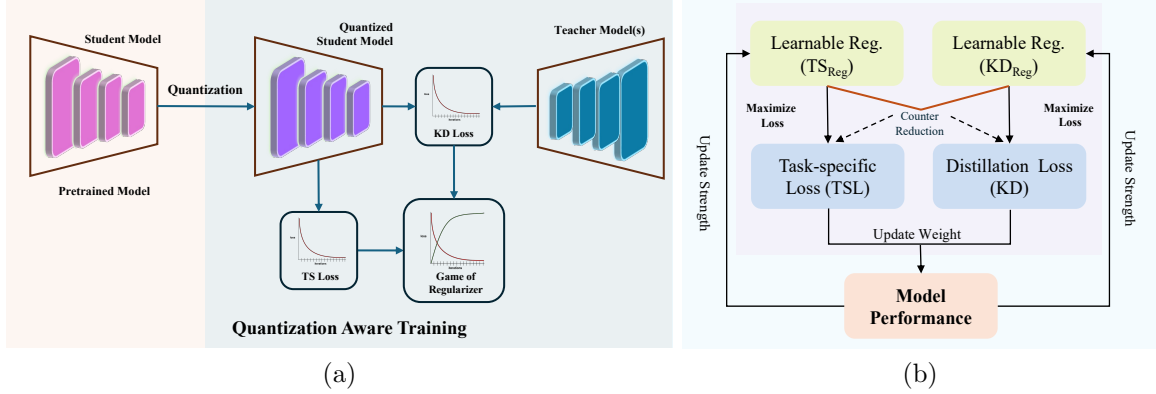 Student Model
Quantization
Pretrained Model
Quantized
Student Model
Teacher Model(s)
KD Loss
TS Loss
Game of
Regularizer
Quantization Aware Training
(a)
Learnable Reg.
(TS_Reg)
Learnable Reg.
(KD_Reg)
Maximize
Loss
Counter
Reduction
Maximize
Loss
Update Strength
Update Strength
Task-specific
Loss (TSL)
Distillation Loss
(KD)
Update Weight
Model
Performance
(b)